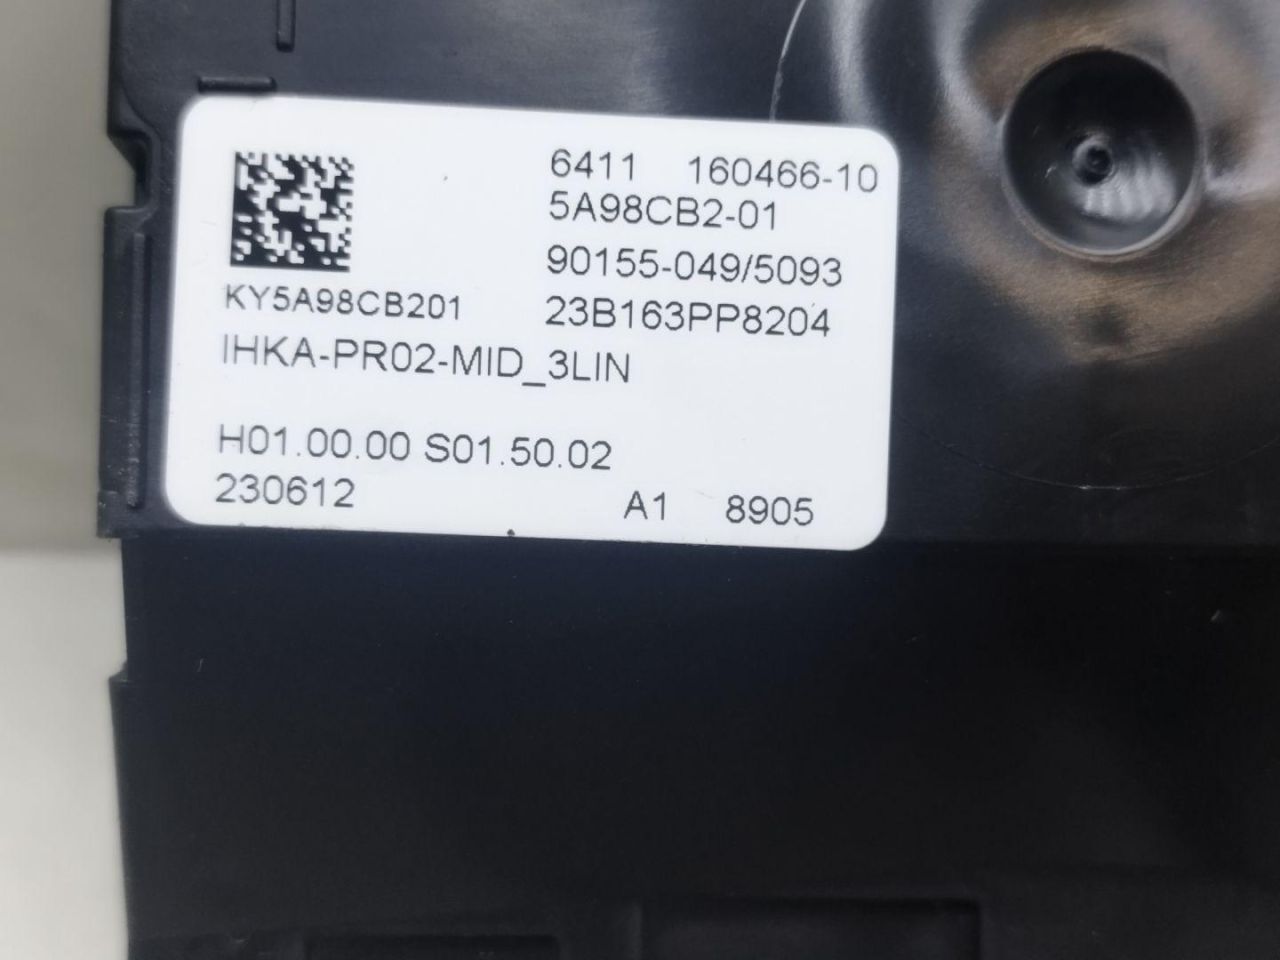 6411 160466-10
5A98CB2-01
90155-049/5093
KY5A98CB201 23B163PP8204
IHKA-PR02-MID_3LIN
H01.00.00 S01.50.02
230612 A1 8905